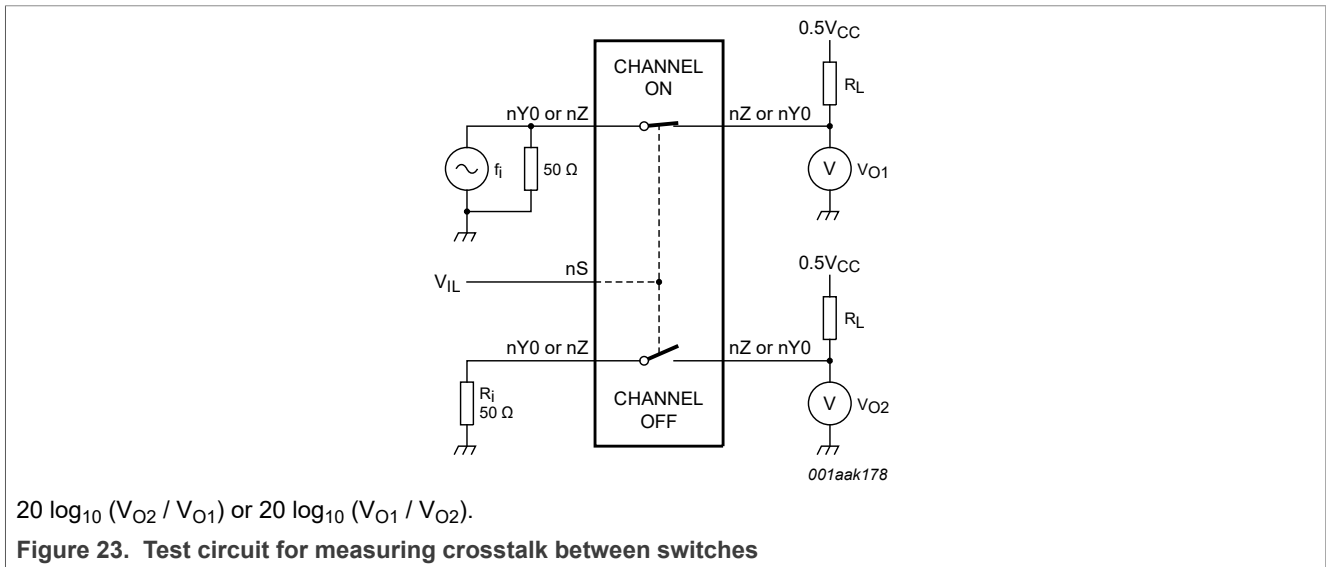 0.5VCC
CHANNEL
ON
RL
nY0 or nZ
nZ or nY0
fi
50 Ω
V
VO1
nS
VIL
0.5VCC
RL
nY0 or nZ
nZ or nY0
Ri
50 Ω
CHANNEL
OFF
V
VO2
001aak178
20 log10 (VO2 / VO1) or 20 log10 (VO1 / VO2).
Figure 23. Test circuit for measuring crosstalk between switches